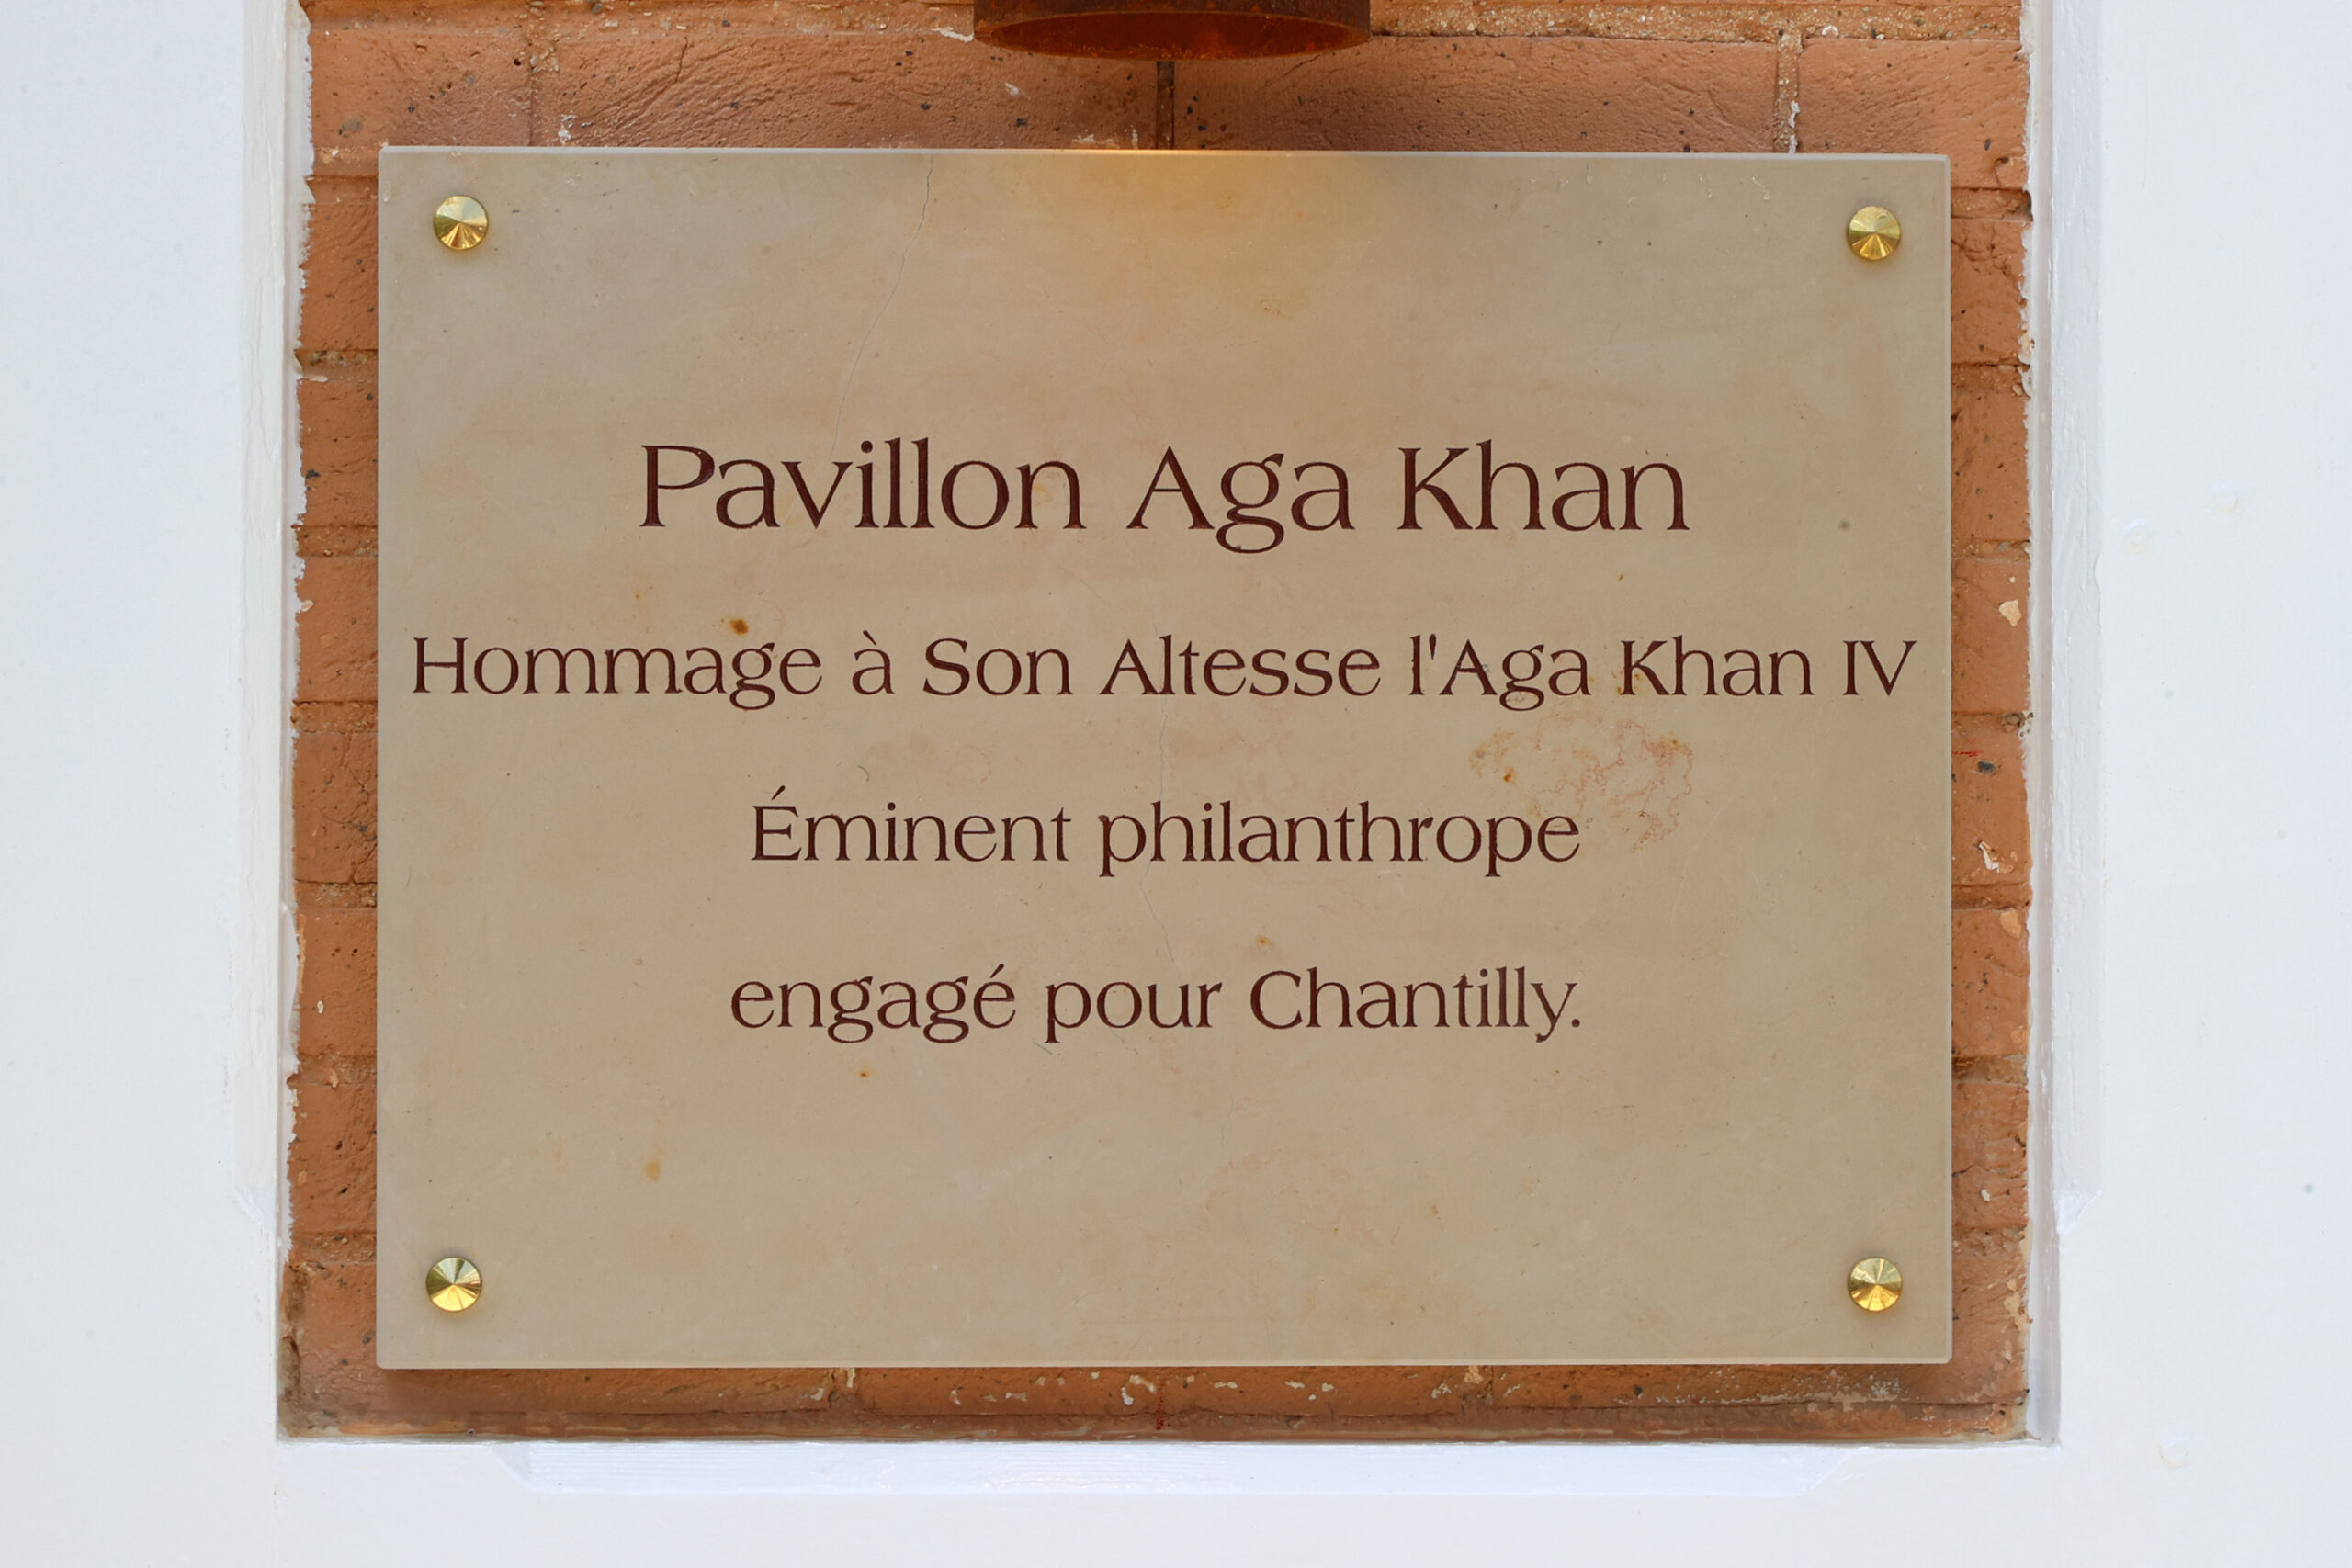 Pavillon Aga Khan
Hommage à Son Altesse l'Aga Khan IV
Éminent philanthrope
engagé pour Chantilly.